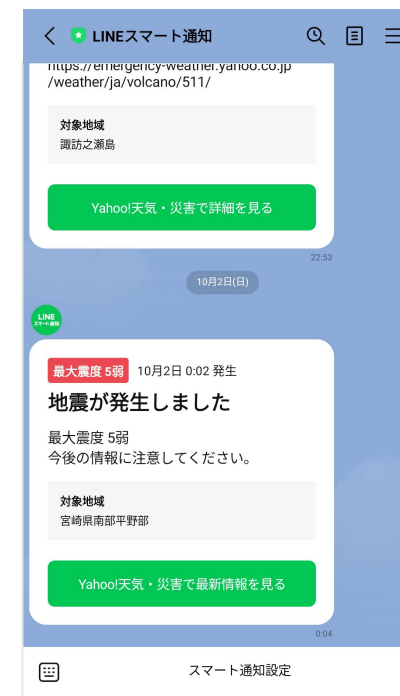 LINEスマート通知
https://emergency-weather.yahoo.co.jp
/weather/ja/volcano/511/
対象地域
諏訪之瀬島
Yahoo!天気・災害で詳細を見る
22:53
10月2日(日)
LINE
スマート通知
最大震度 5弱 10月2日 0:02 発生
地震が発生しました
最大震度 5弱
今後の情報に注意してください。
対象地域
宮崎県南部平野部
Yahoo!天気・災害で最新情報を見る
0:04
スマート通知設定